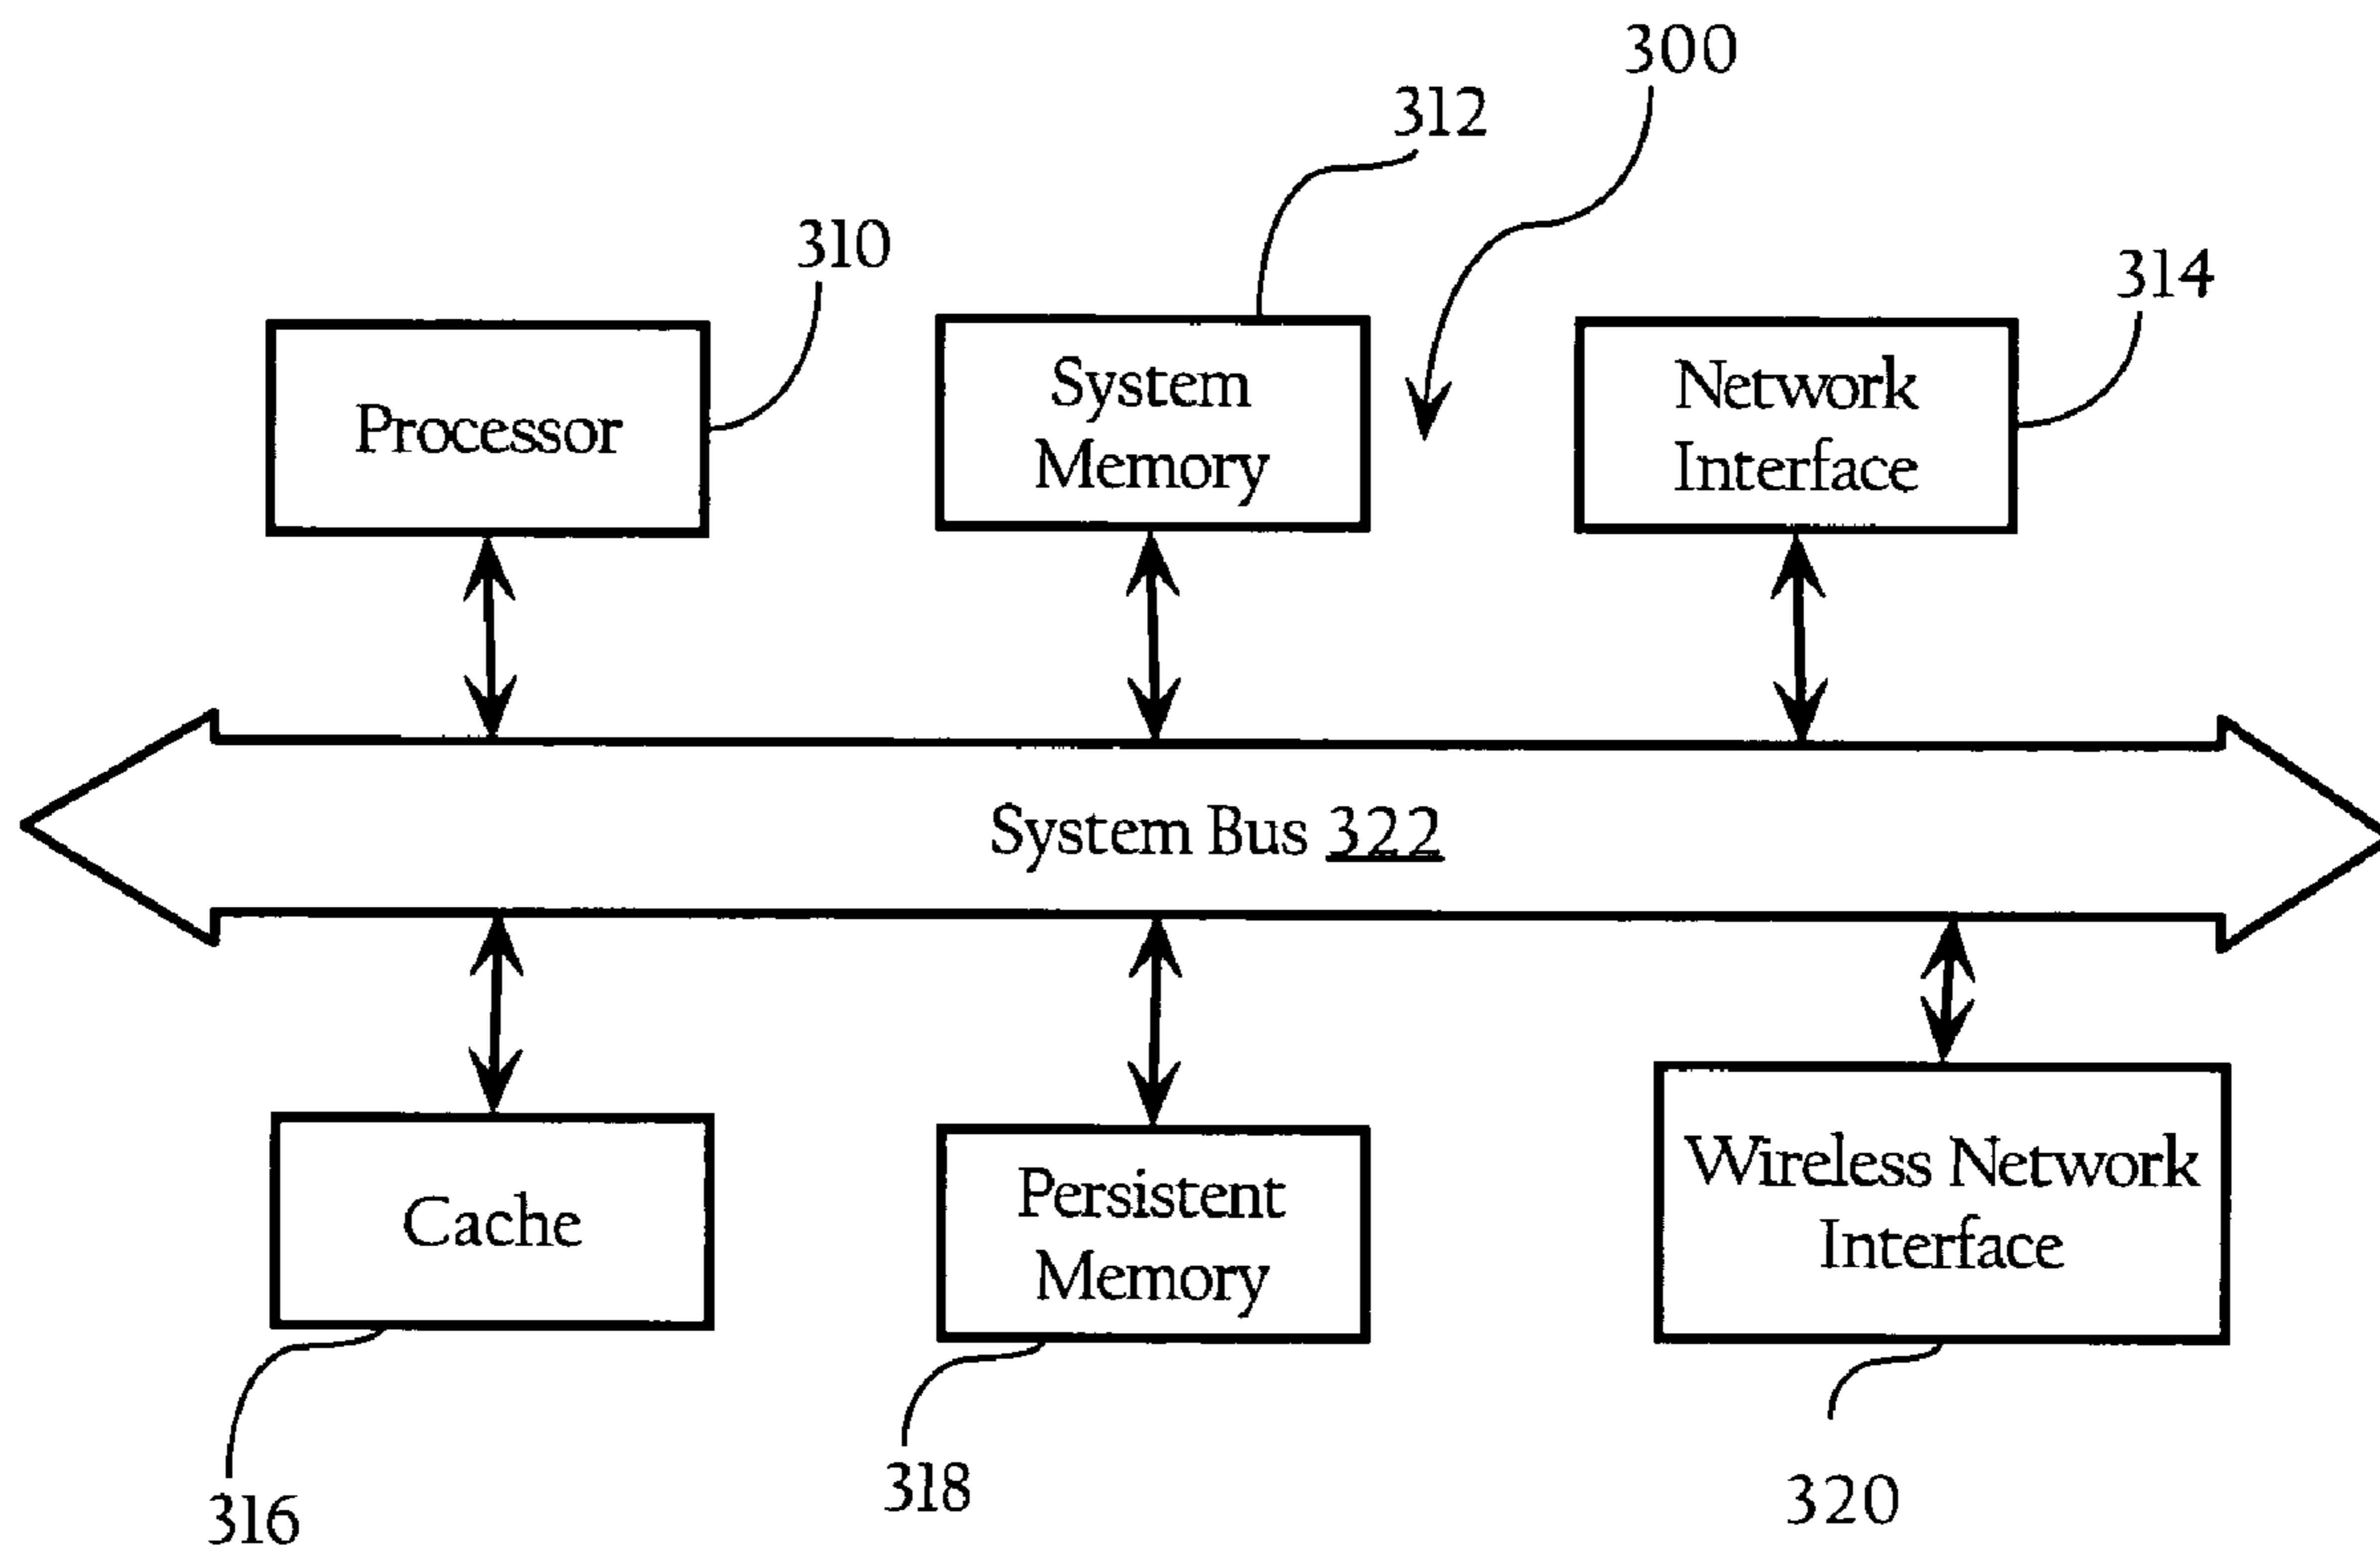 300
312
310
314
Processor
System
Memory
Network
Interface
System Bus 322
Cache
Persistent
Memory
Wireless Network
Interface
316
318
320